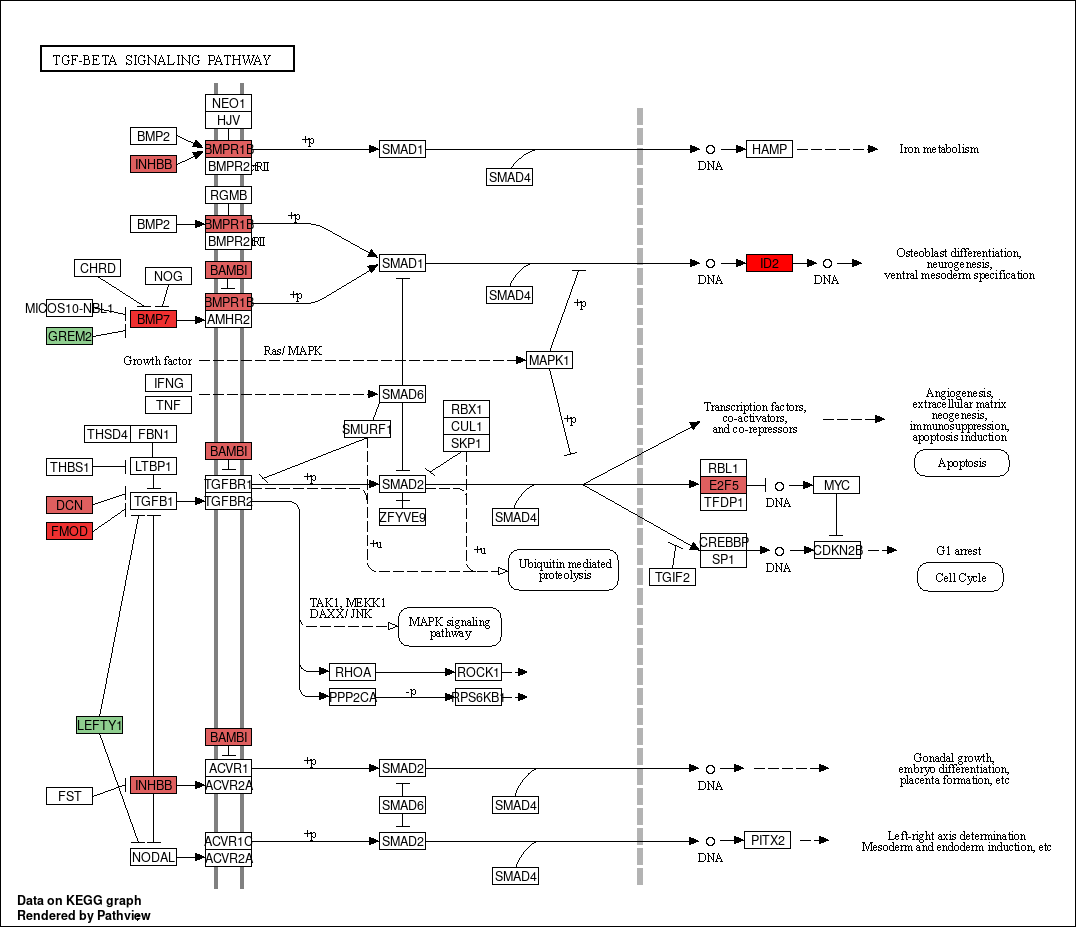 TGF-BETA SIGNALING PATHWAY
NEO1
HJV
BMP2
INHBB
BMPR1B
BMPR2
RII
+p
SMAD1
SMAD4
DNA
HAMP
Iron metabolism
RGMB
BMP2
BMPR1B
BMPR2
RII
+p
CHRD
NOG
BAMBI
SMAD1
SMAD4
DNA
ID2
DNA
Osteoblast differentiation,
neurogenesis,
ventral mesoderm specification
MICOS10-NBL1
GREM2
BMP7
BMPR1B
AMHR2
+p
+p
Growth factor
Ras/ MAPK
MAPK1
IFNG
TNF
SMAD6
SMURF1
RBX1
CUL1
SKP1
+p
Transcription factors,
co-activators,
and co-repressors
Angiogenesis,
extracellular matrix
neogenesis,
immunosuppression,
apoptosis induction
Apoptosis
THSD4
FBN1
THBS1
LTBP1
BAMBI
DCN
FMOD
TGFB1
TGFBR1
TGFBR2
+p
SMAD2
ZFYVE9
SMAD4
RBL1
E2F5
TFDP1
DNA
MYC
CREBBP
SP1
DNA
CDKN2B
G1 arrest
Cell Cycle
TGIF2
+u
+u
Ubiquitin mediated
proteolysis
TAK1, MEKK1
DAXX/ JNK
MAPK signaling
pathway
RHOA
ROCK1
PPP2CA
-p
RPS6KB1
LEFTY1
BAMBI
FST
INHBB
ACVR1
ACVR2A
+p
SMAD2
SMAD4
DNA
Gonadal growth,
embryo differentiation,
placenta formation, etc
SMAD6
NODAL
ACVR1C
ACVR2A
+p
SMAD2
SMAD4
DNA
PITX2
Left-right axis determination
Mesoderm and endoderm induction, etc
Data on KEGG graph
Rendered by Pathview